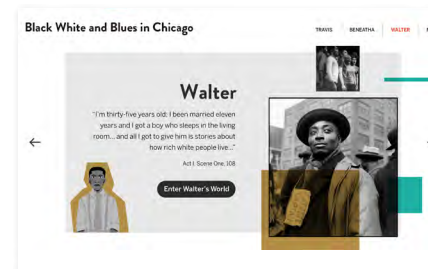 Black White and Blues in Chicago
TRAVIS BENEATHA WALTER
Walter
"I'm thirty-five years old; I been married eleven
years and I got a boy who sleeps in the living
room... and all I got to give him is stories about
how rich white people live..."
Act I, Scene One, 108
Enter Walter's World